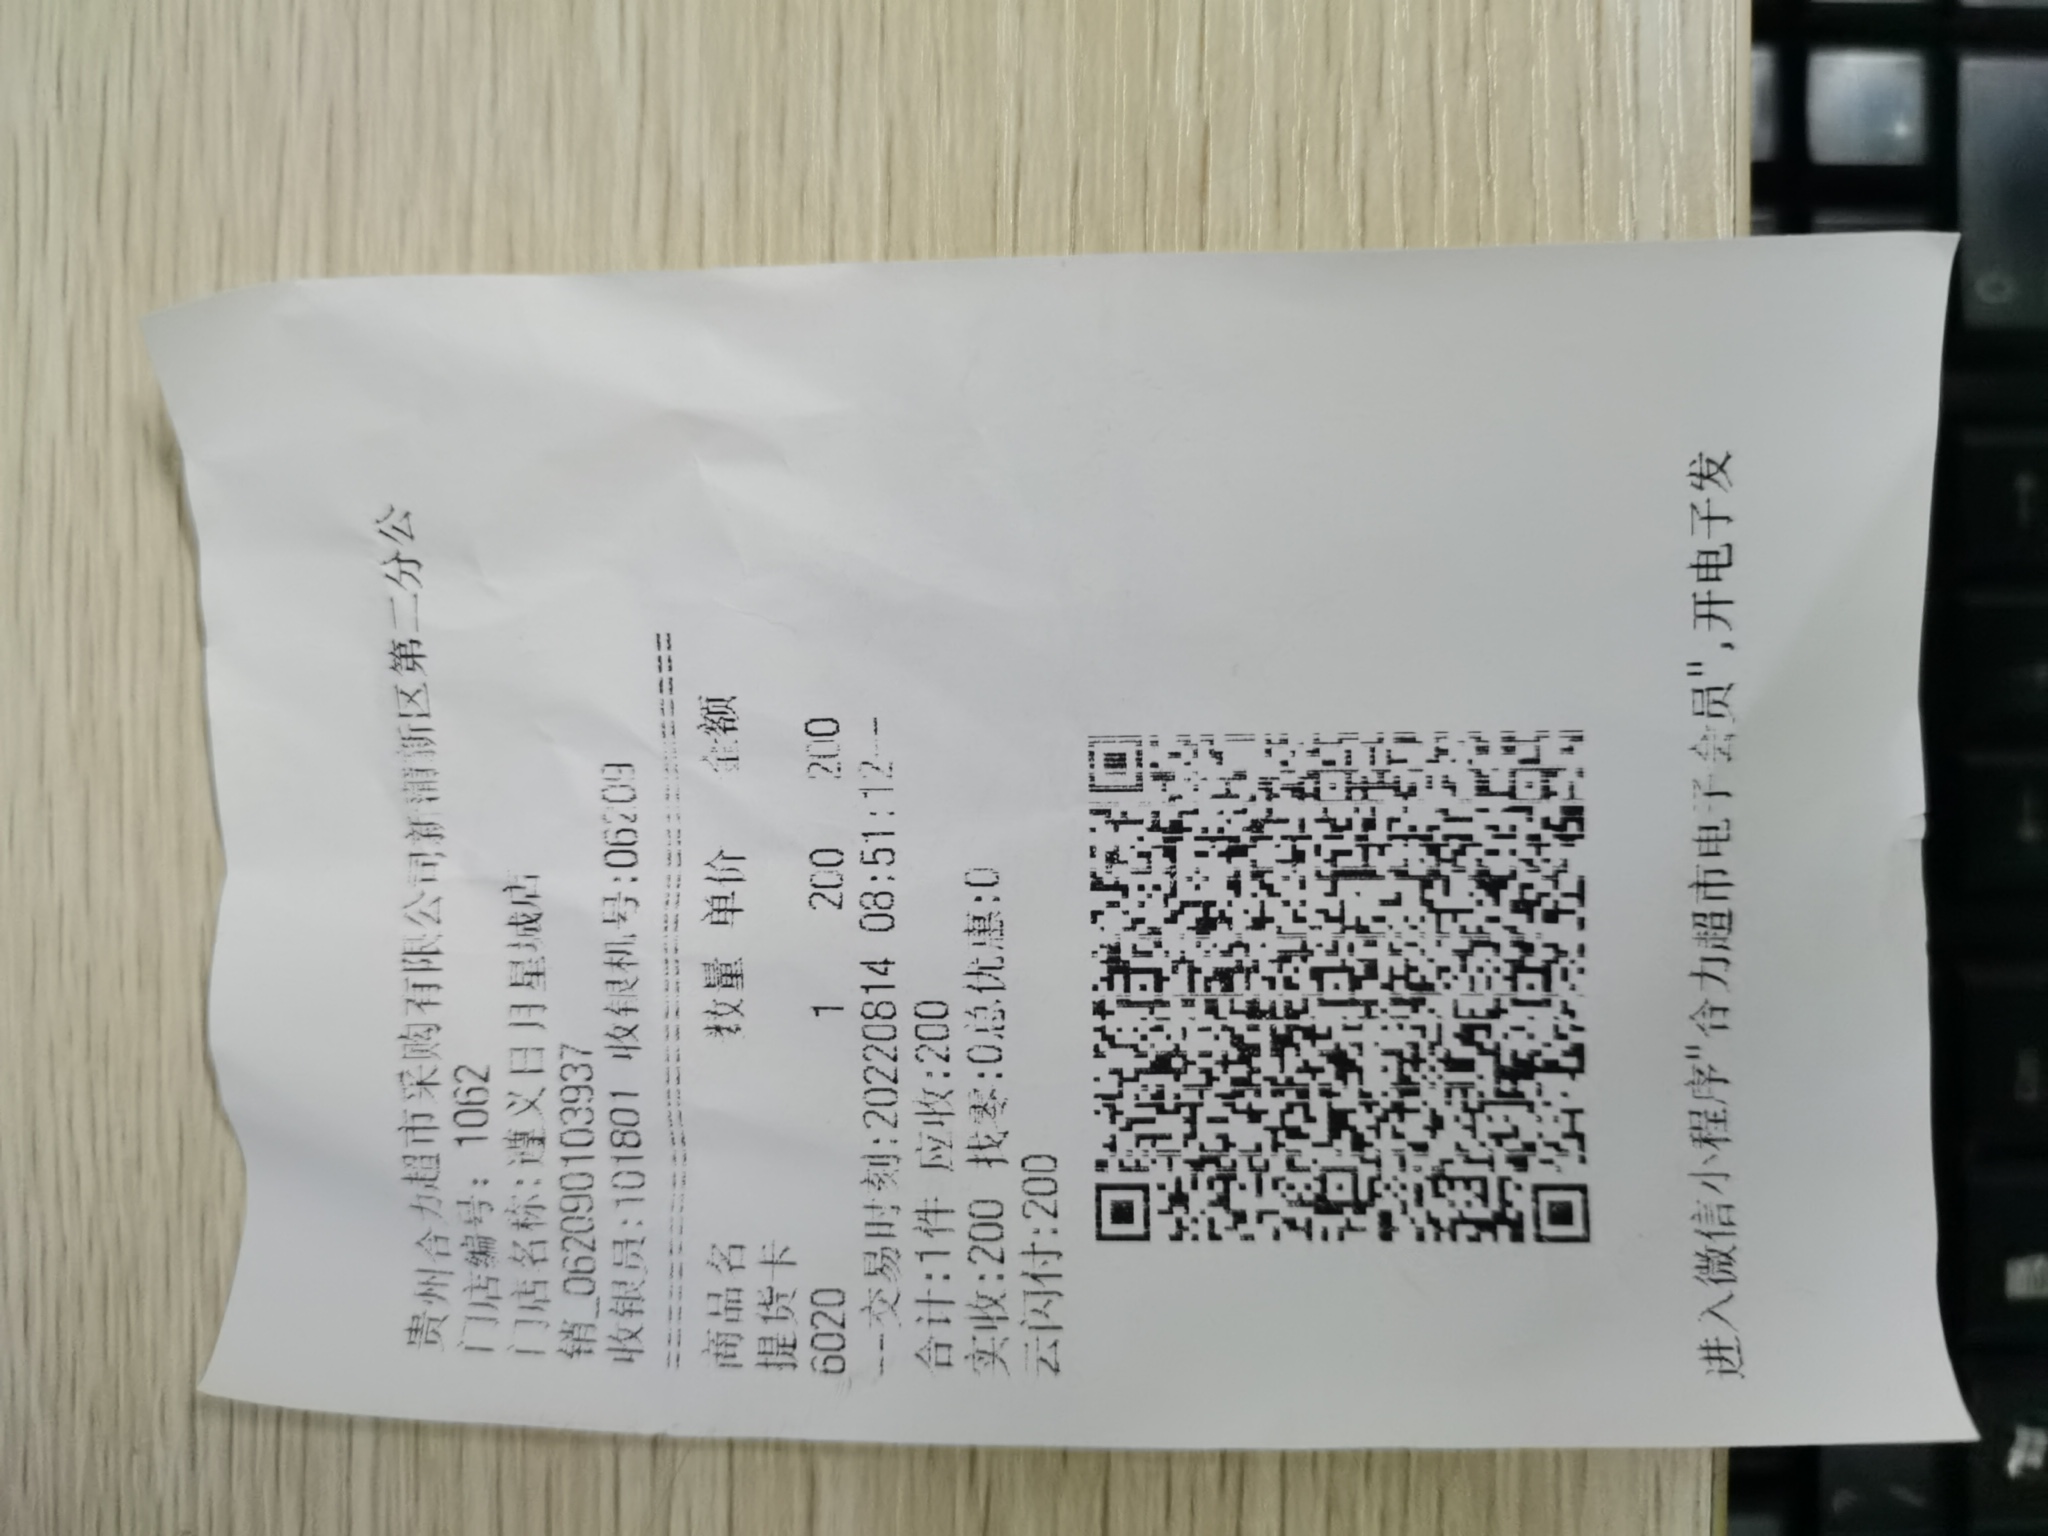 贵州合力超市采购有限公司新浦新区第二分公
门店编号: 1062
门店名称:遵义日月星城店
销_062090103937
收银员:101801 收银机号:06209
================================
商品名 数量 单价 金额
提货卡
6020 1 200 200
---交易时刻:20220814 08:51:12---
合计:1件 应收:200
实收:200 找零:0总优惠:0
云闪付:200
进入微信小程序"合力超市电子会员",开电子发